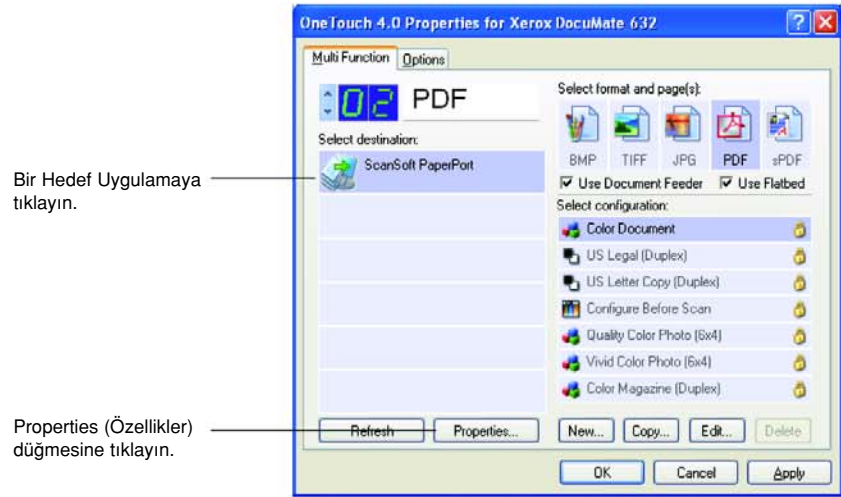 OneTouch 4.0 Properties for Xerox DocuMate 632
Multi Function
Options
02
PDF
Select destination:
ScanSoft PaperPort
Select format and page(s):
BMP TIFF JPG PDF sPDF
Use Document Feeder Use Flatbed
Select configuration:
Color Document
US Legal (Duplex)
US Letter Copy (Duplex)
Configure Before Scan
Quality Color Photo (6x4)
Vivid Color Photo (6x4)
Color Magazine (Duplex)
Refresh Properties... New... Copy... Edit... Delete
OK Cancel Apply
Bir Hedef Uygulamaya
tıklayın.
Properties (Özellikler)
düğmesine tıklayın.